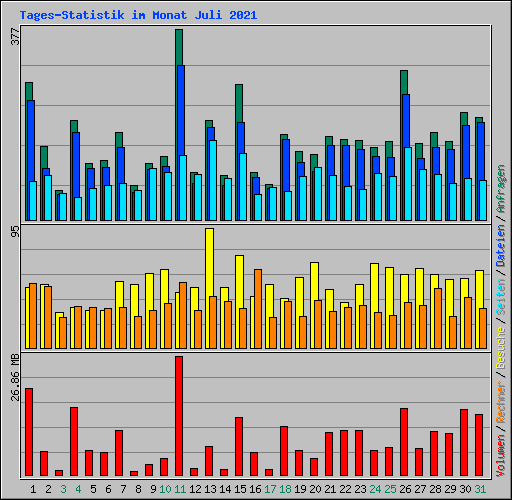 Tages-Statistik im Monat Juli 2021
377
95
26.86 MB
Volumen / Rechner / Besuche / Seiten / Dateien / Anfragen
1 2 3 4 5 6 7 8 9 10 11 12 13 14 15 16 17 18 19 20 21 22 23 24 25 26 27 28 29 30 31